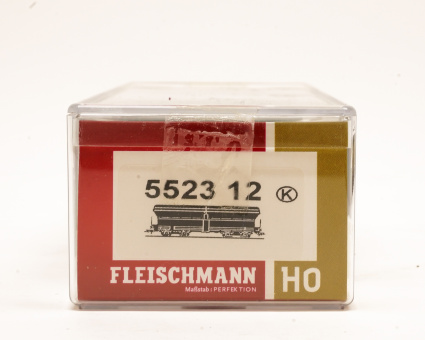 5523 12 K
FLEISCHMANN HO
Maßstab: PERFEKTION